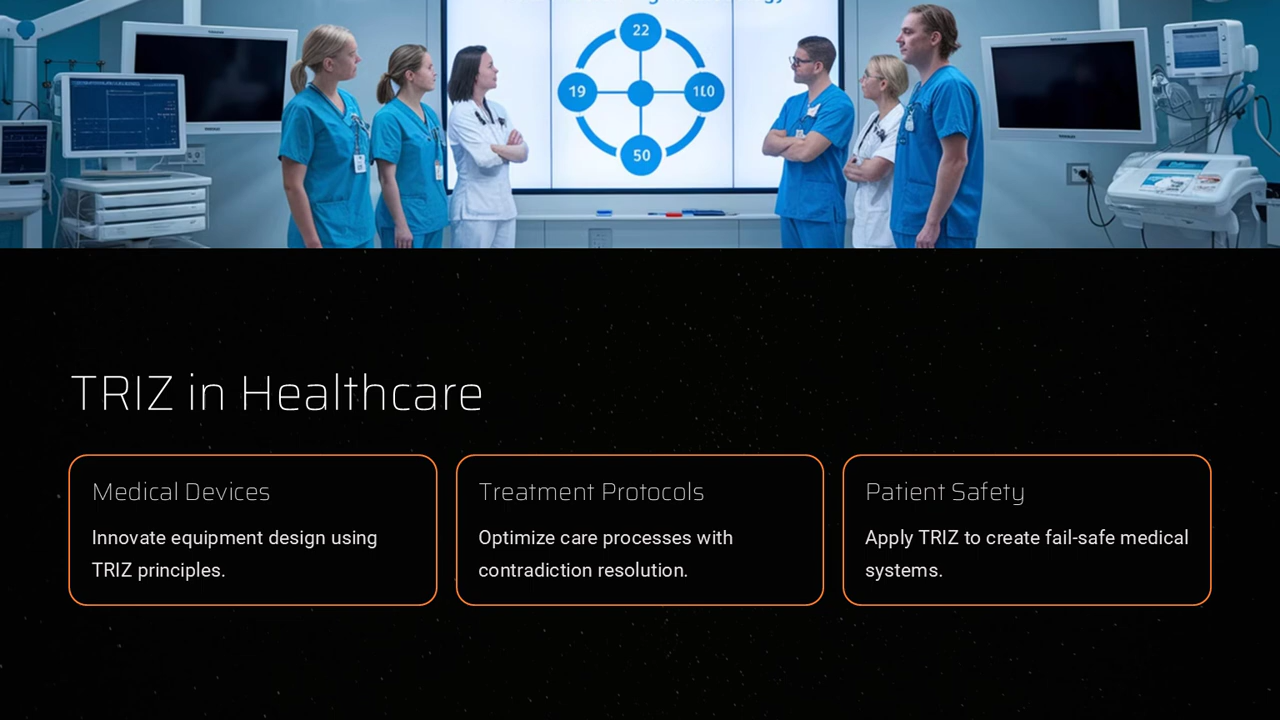 22
19
50
TRIZ in Healthcare
Medical Devices
Innovate equipment design using
TRIZ principles.
Treatment Protocols
Optimize care processes with
contradiction resolution.
Patient Safety
Apply TRIZ to create fail-safe medical
systems.